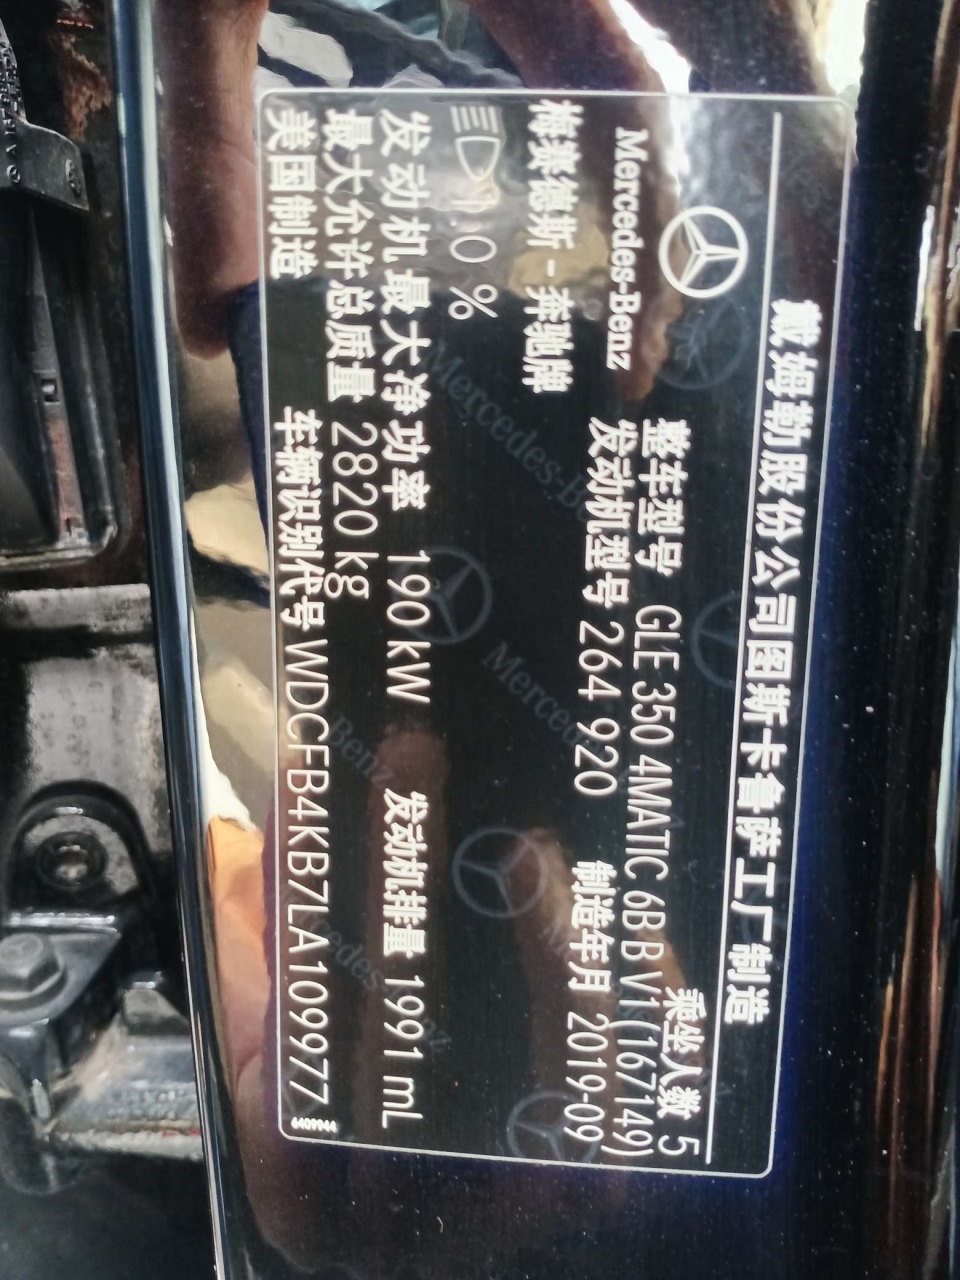 戴姆勒股份公司图斯卡鲁萨工厂制造
Mercedes-Benz
乘坐人数 5
整车型号 GLE 350 4MATIC 6B B V1s(167149)
发动机型号 264 920
制造年月 2019-09
梅赛德斯-奔驰牌
1.0 %
发动机最大净功率 190 kW
发动机排量 1991 mL
最大允许总质量 2820 kg
美国制造
车辆识别代号 WDCFB4KB7LA109977
6409944